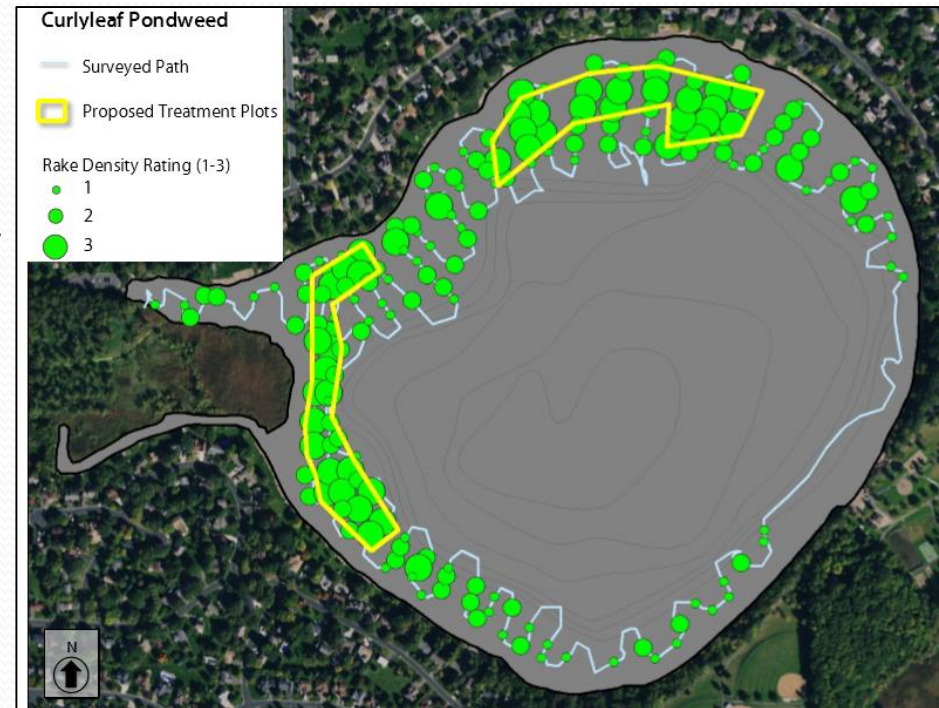 Curlyleaf Pondweed
Surveyed Path
Proposed Treatment Plots
Rake Density Rating (1-3)
1
2
3
N